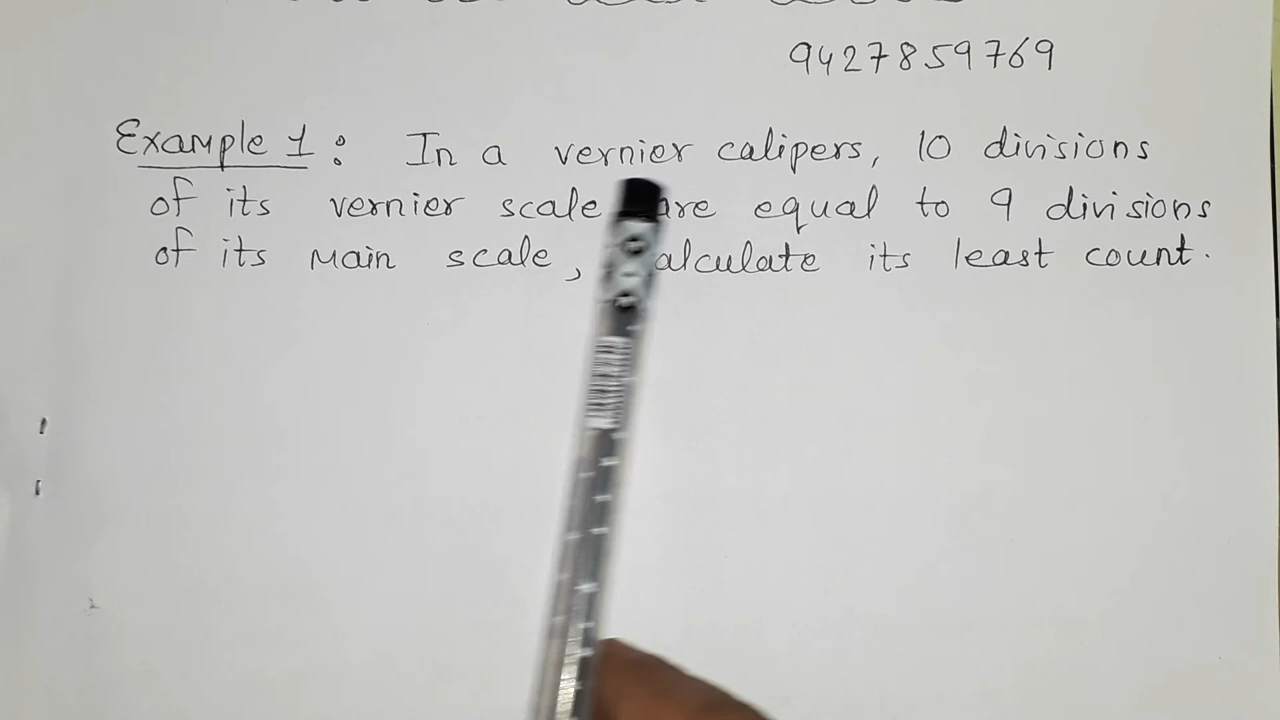 9427859769
Example 1 : In a vernier calipers, 10 divisions
of its vernier scale are equal to 9 divisions
of its main scale, alculate its least count.